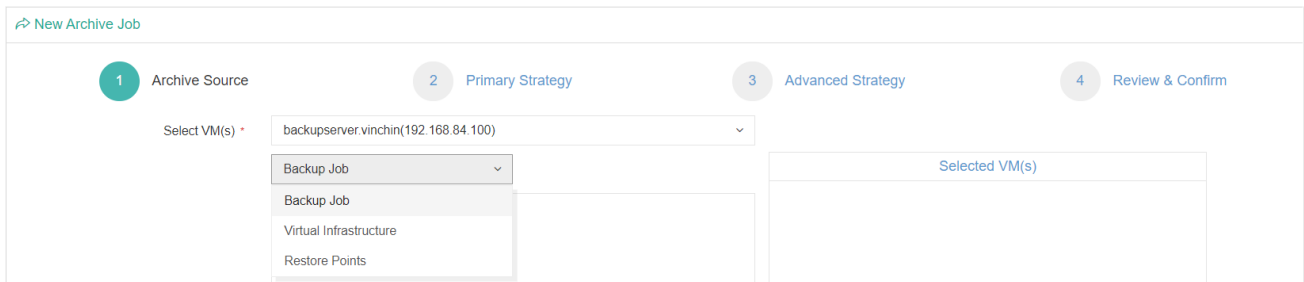 New Archive Job
1 Archive Source 2 Primary Strategy 3 Advanced Strategy 4 Review & Confirm
Select VM(s) * backupserver.vinchin(192.168.84.100)
Backup Job
Selected VM(s)
Backup Job
Virtual Infrastructure
Restore Points